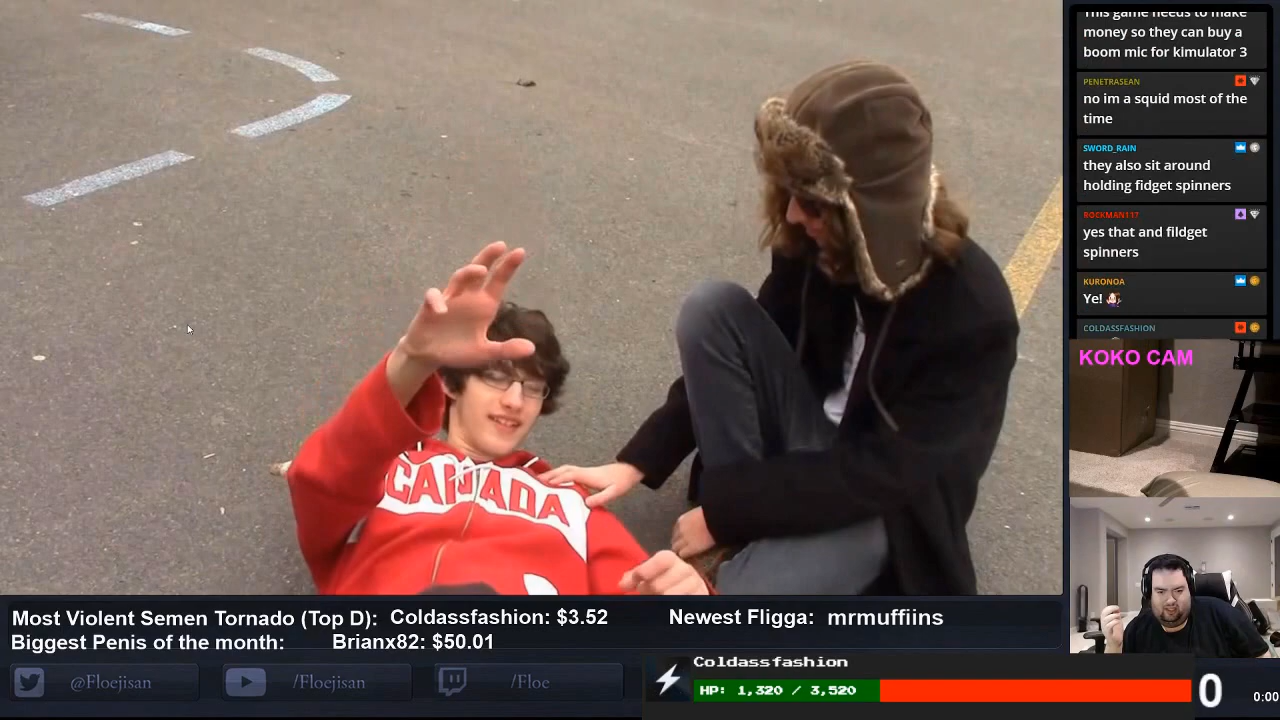 This game needs to make
money so they can buy a
boom mic for kimulator 3
PENETRASEAN
no im a squid most of the
time
SWORD_RAIN
they also sit around
holding fidget spinners
ROCKMAN117
yes that and fildget
spinners
KURONOA
Ye!
COLDASSFASHION
KOKO CAM
CANADA
Most Violent Semen Tornado (Top D): Coldassfashion: $3.52 Newest Fligga: mrmuffiins
Biggest Penis of the month: Brianx82: $50.01
@Floejisan /Floejisan /Floe
Coldassfashion
HP: 1,320 / 3,520
0
0:00